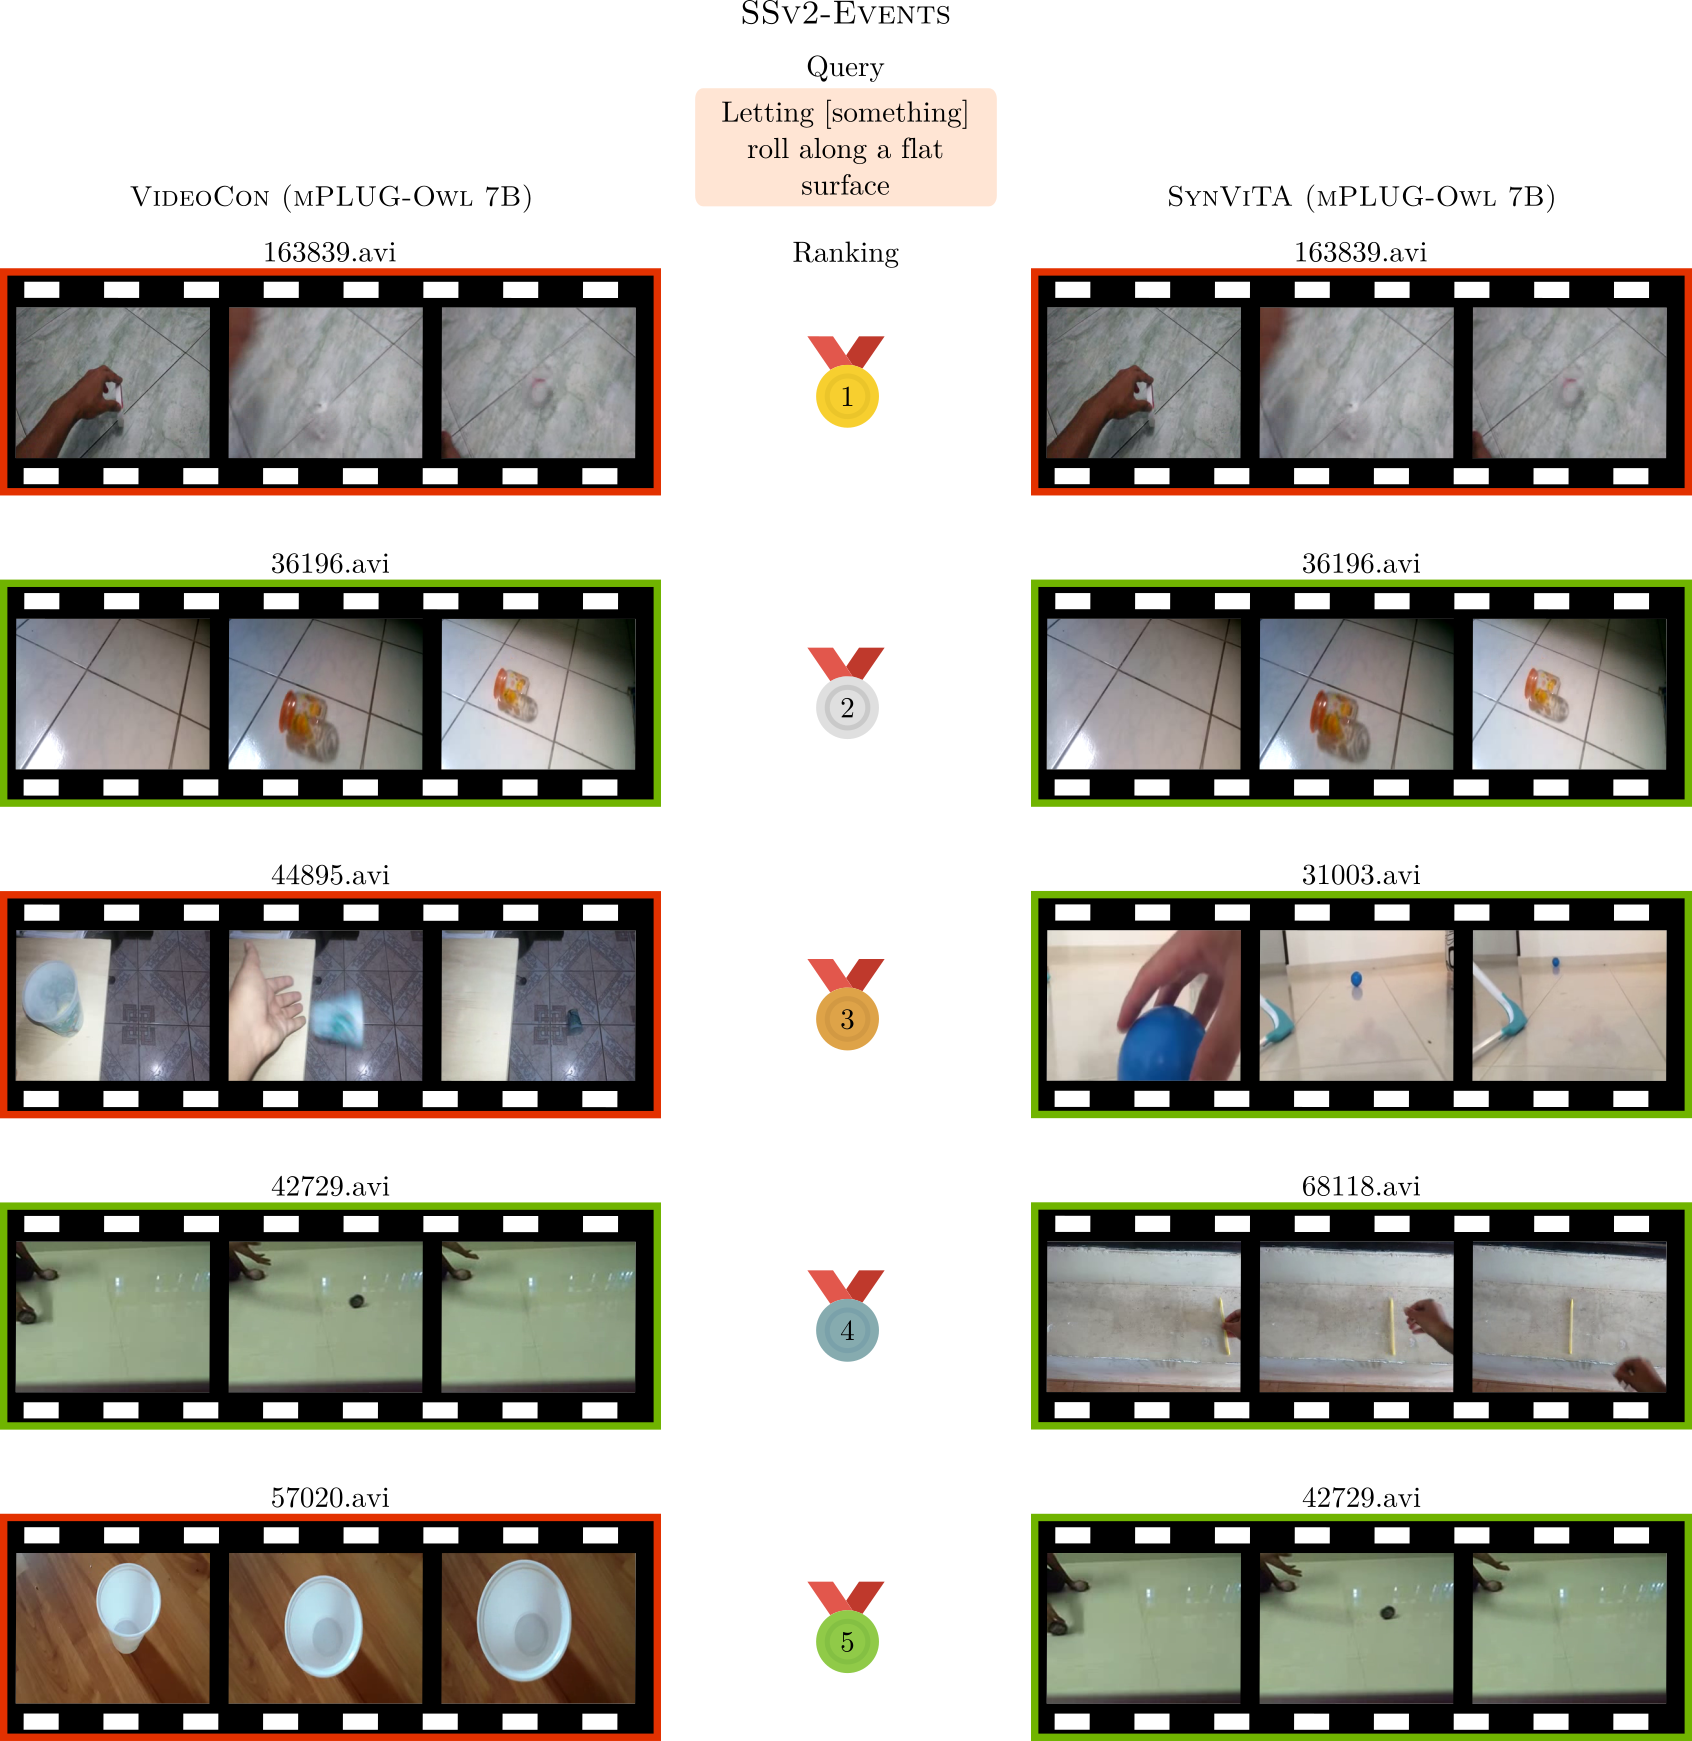 SSv2-Events
Query
Letting [something]
roll along a flat
surface
VideoCon (mPLUG-Owl 7B)
SynViTA (mPLUG-Owl 7B)
163839.avi
Ranking
163839.avi
1
36196.avi
36196.avi
2
44895.avi
31003.avi
3
42729.avi
68118.avi
4
57020.avi
42729.avi
5